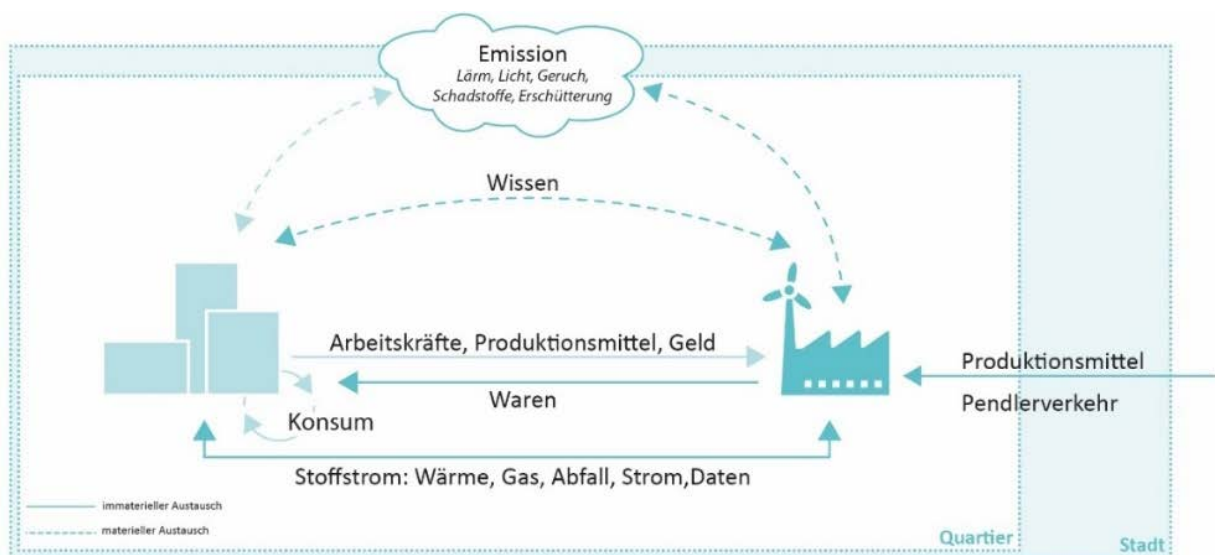 Emission
Lärm, Licht, Geruch,
Schadstoffe, Erschütterung
Wissen
Arbeitskräfte, Produktionsmittel, Geld
Waren
Konsum
Stoffstrom: Wärme, Gas, Abfall, Strom,Daten
Produktionsmittel
Pendlerverkehr
immaterieller Austausch
materieller Austausch
Quartier
Stadt